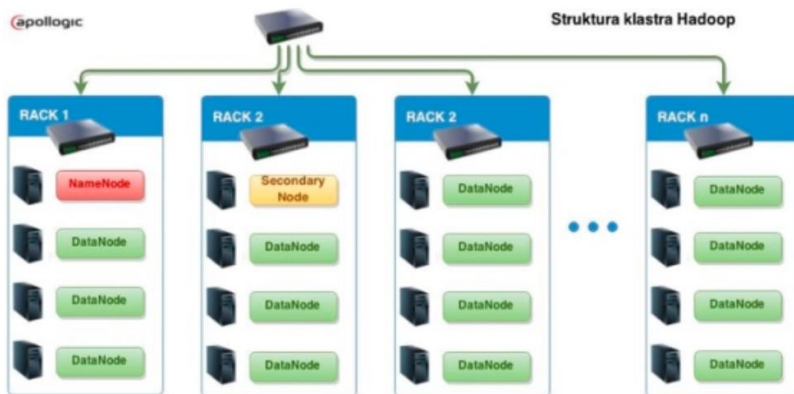 apollogic
Struktura klastra Hadoop
RACK 1
NameNode
DataNode
DataNode
DataNode
RACK 2
Secondary
Node
DataNode
DataNode
DataNode
RACK 2
DataNode
DataNode
DataNode
DataNode
RACK n
DataNode
DataNode
DataNode
DataNode